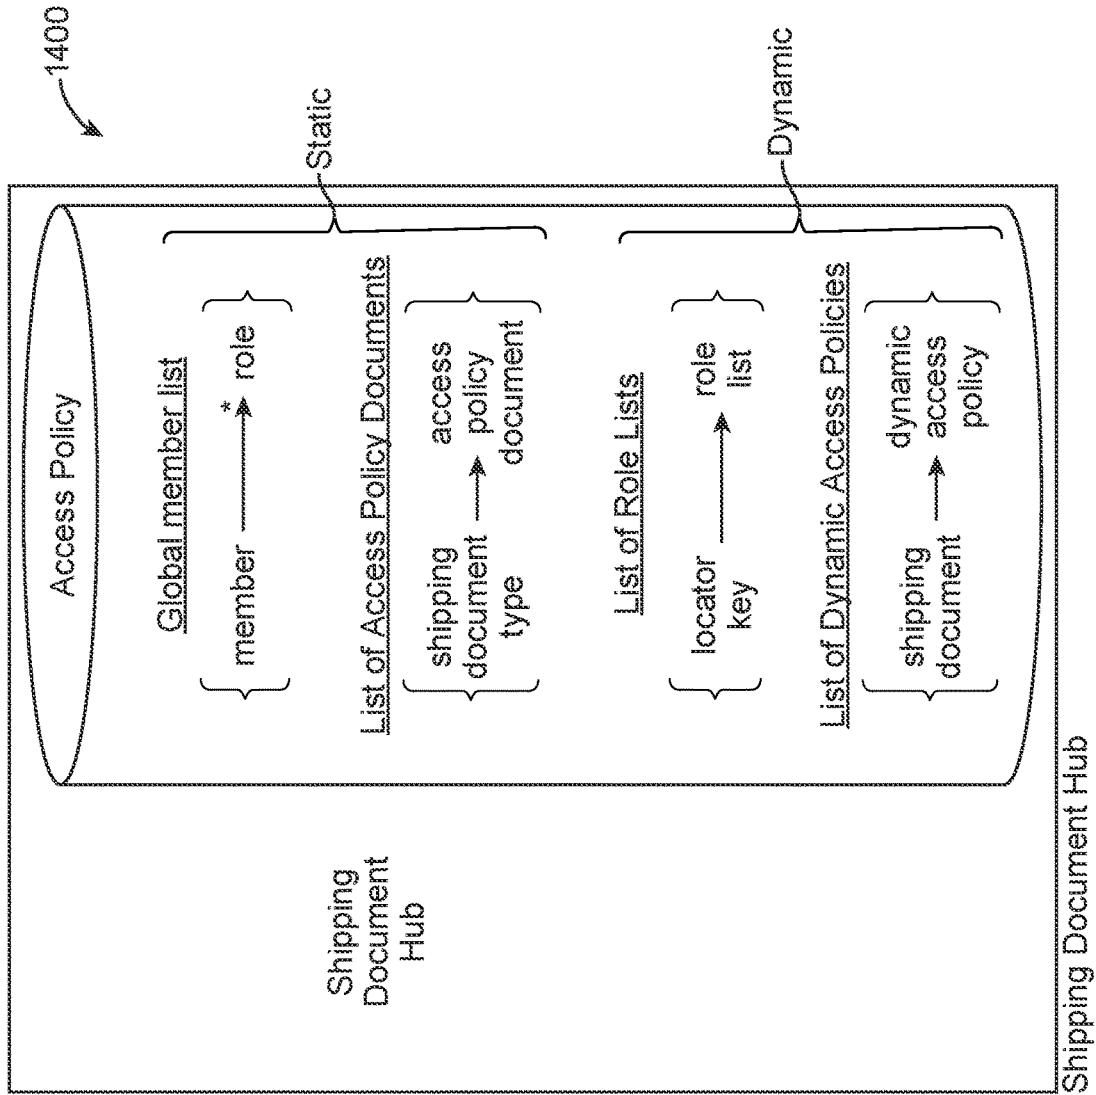 1400
Access Policy
Global member list
member * role
Static
List of Access Policy Documents
shipping
document
type
access
policy
document
List of Role Lists
locator
key
role
list
Dynamic
List of Dynamic Access Policies
shipping
document
dynamic
access
policy
Shipping
Document
Hub
Shipping Document Hub